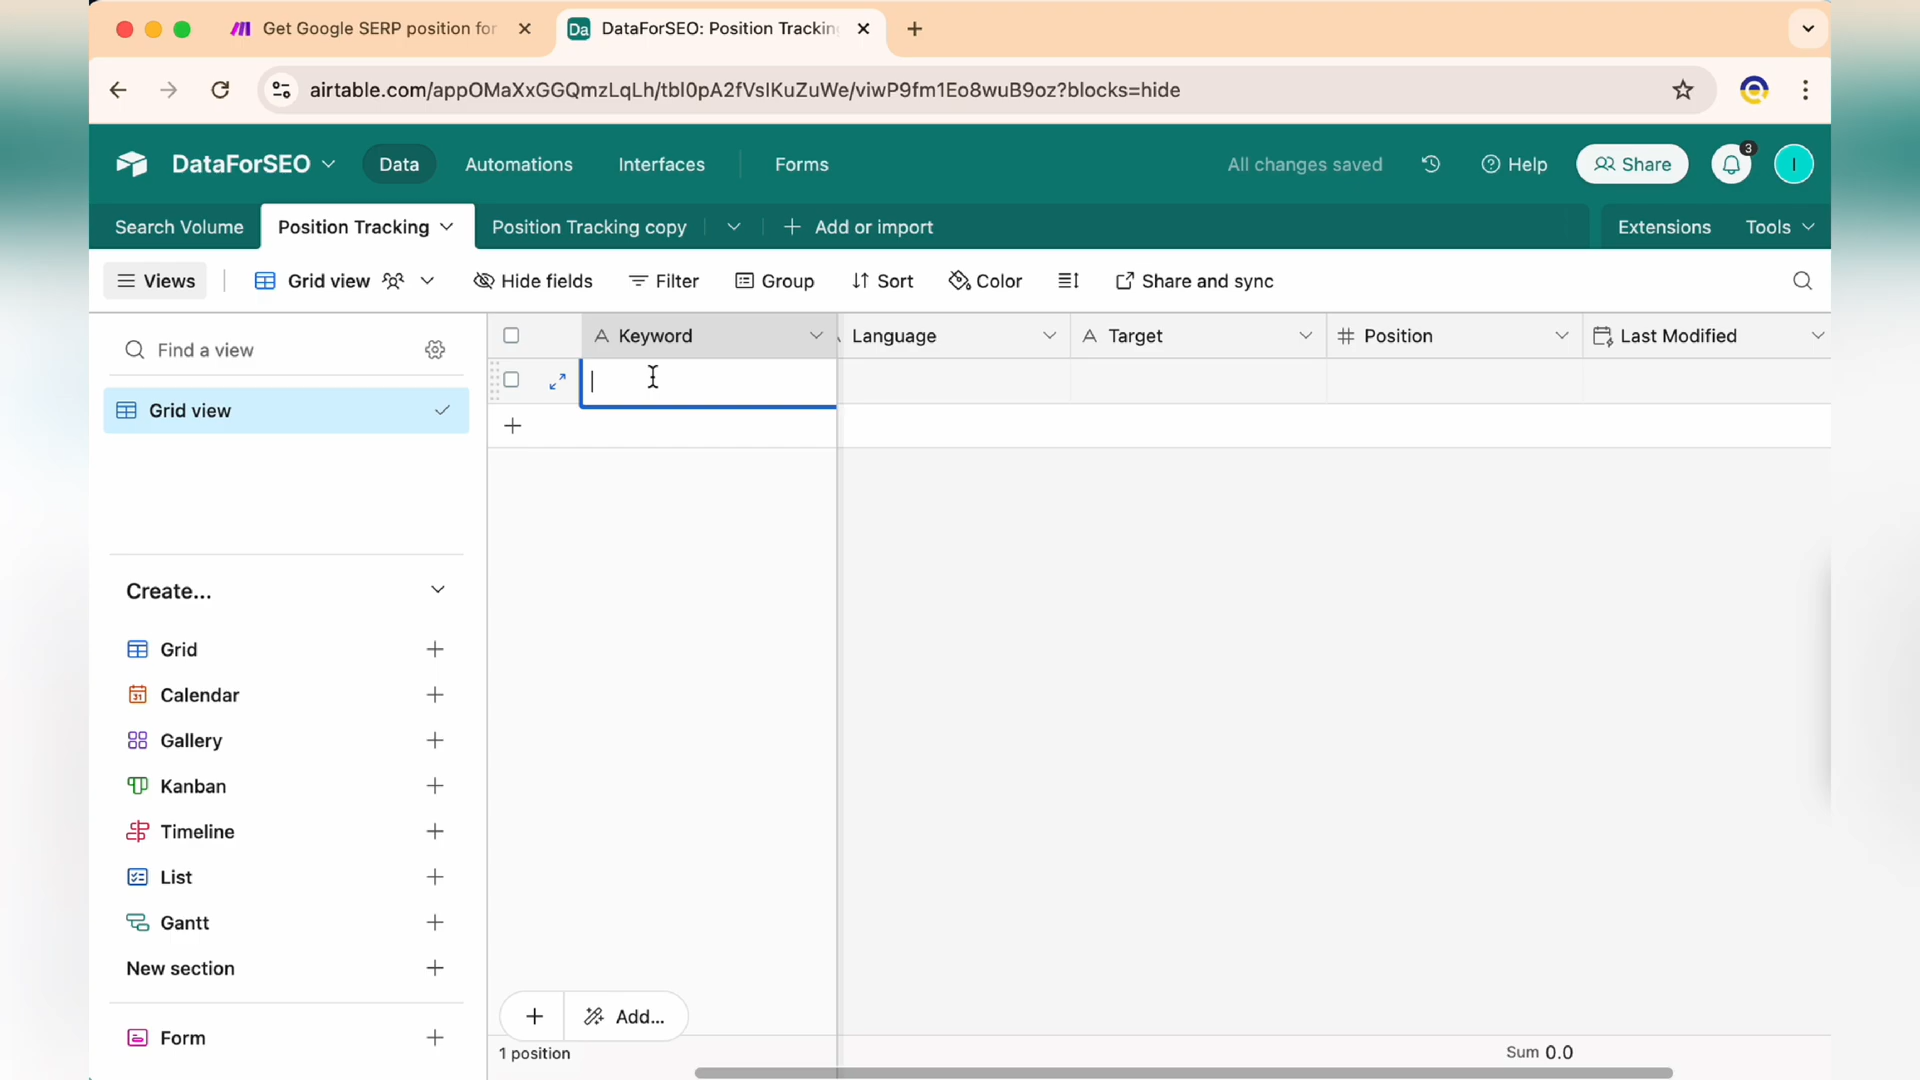 Get Google SERP position for
Da DataForSEO: Position Trackin
airtable.com/appOMaXxGGQmzLqLh/tbl0pA2fVsIKuZuWe/viwP9fm1Eo8wuB9oz?blocks=hide
DataForSEO Data Automations Interfaces Forms All changes saved Help Share 3 I
Search Volume Position Tracking Position Tracking copy Add or import Extensions Tools
Views Grid view Hide fields Filter Group Sort Color Share and sync
Find a view
Keyword Language Target Position Last Modified
Grid view
Create...
Grid
31 Calendar
Gallery
Kanban
Timeline
List
Gantt
New section
Add...
Form
1 position Sum 0.0